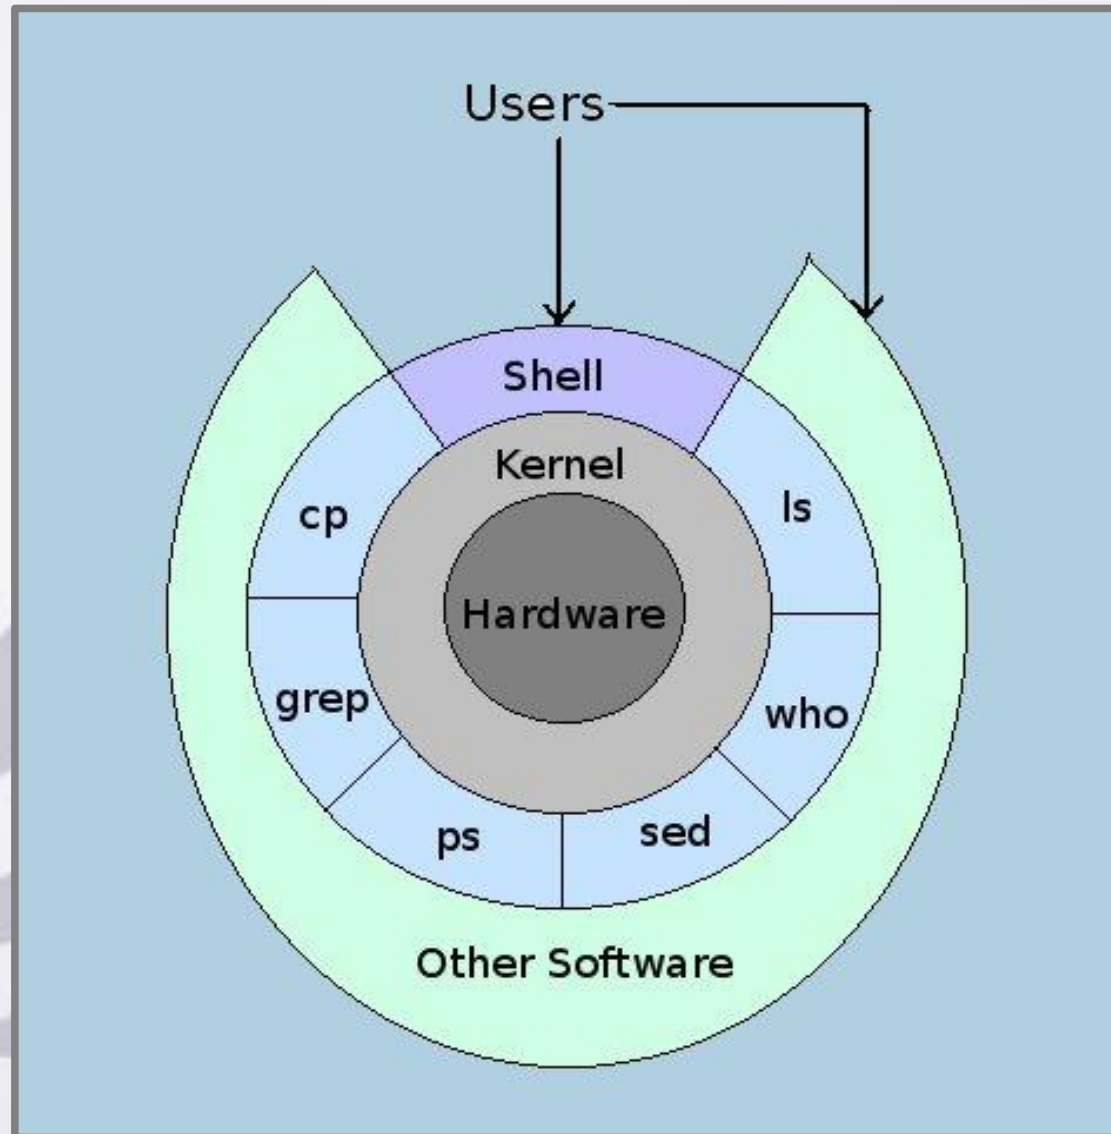 Users
Shell
Kernel
cp
ls
Hardware
grep
who
ps
sed
Other Software